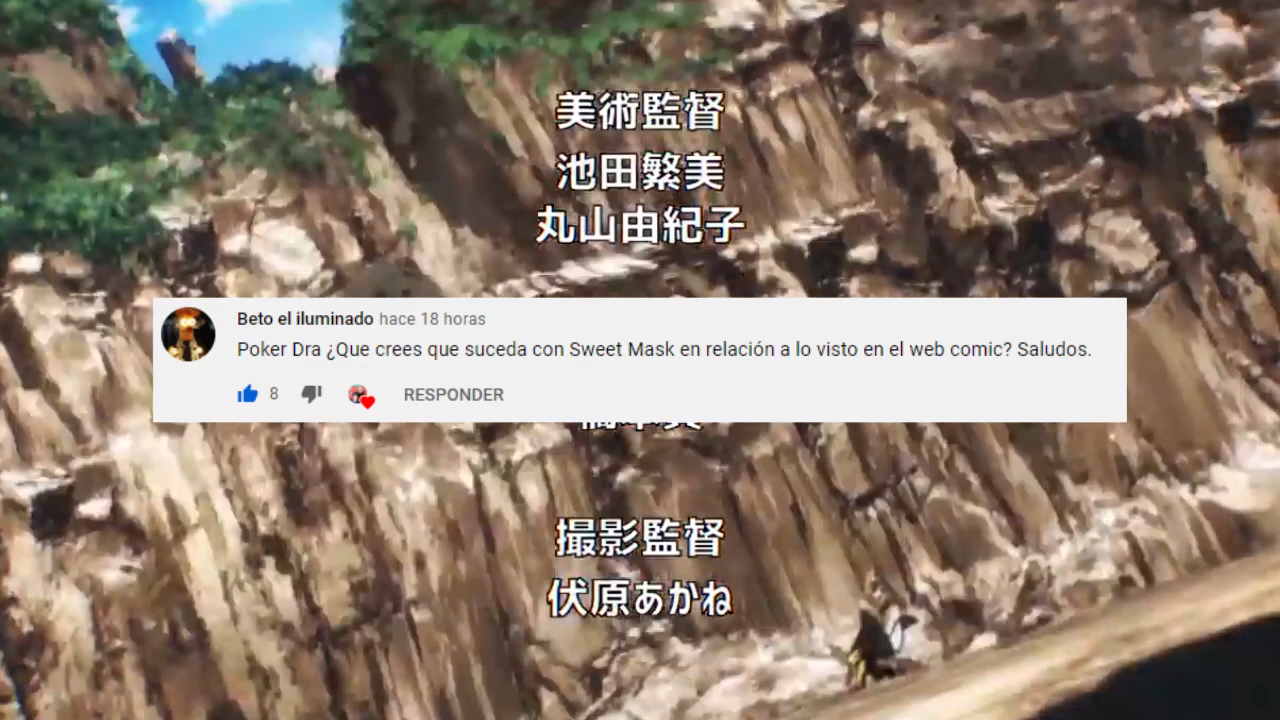 美術監督
池田繁美
丸山由紀子
Beto el iluminado hace 18 horas
Poker Dra ¿Que crees que suceda con Sweet Mask en relación a lo visto en el web comic? Saludos.
8
RESPONDER
撮影監督
伏原あかね